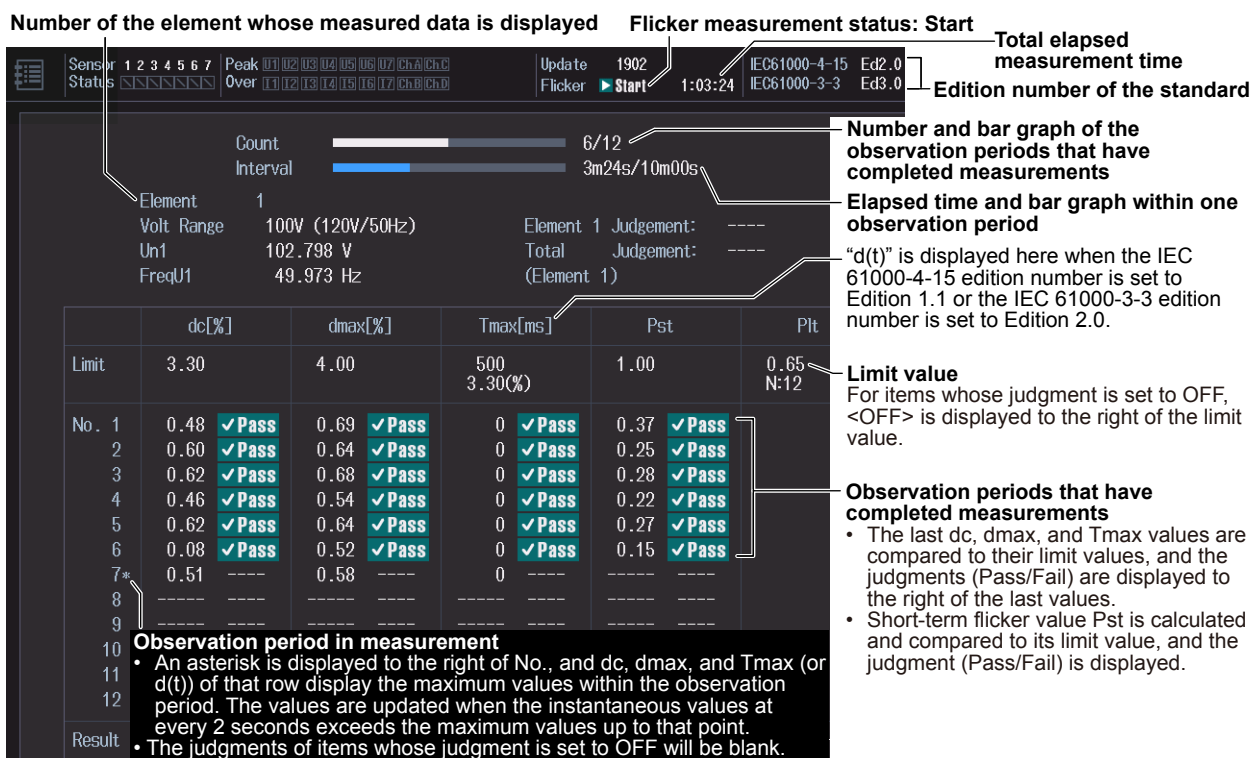 Number of the element whose measured data is displayed
Flicker measurement status: Start
Total elapsed
measurement time
Sensor 1 2 3 4 5 6 7 Peak U1 U2 U3 U4 U5 U6 U7 ChA ChC Update 1902 IEC61000-4-15 Ed2.0
Status Over I1 I2 I3 I4 I5 I6 I7 ChB ChD Flicker Start 1:03:24 IEC61000-3-3 Ed3.0
Edition number of the standard
Count 6/12
Interval 3m24s/10m00s
Number and bar graph of the
observation periods that have
completed measurements
Element 1
Volt Range 100V (120V/50Hz) Element 1 Judgement: ----
Un1 102.798 V Total Judgement: ----
FreqU1 49.973 Hz (Element 1)
Elapsed time and bar graph within one
observation period
“d(t)” is displayed here when the IEC
61000-4-15 edition number is set to
Edition 1.1 or the IEC 61000-3-3 edition
number is set to Edition 2.0.
dc[%] dmax[%] Tmax[ms] Pst Plt
Limit 3.30 4.00 500 1.00 0.65
3.30(%) N:12
Limit value
For items whose judgment is set to OFF,
<OFF> is displayed to the right of the limit
value.
No. 1 0.48 ✓Pass 0.69 ✓Pass 0 ✓Pass 0.37 ✓Pass
2 0.60 ✓Pass 0.64 ✓Pass 0 ✓Pass 0.25 ✓Pass
3 0.62 ✓Pass 0.68 ✓Pass 0 ✓Pass 0.28 ✓Pass
4 0.46 ✓Pass 0.54 ✓Pass 0 ✓Pass 0.22 ✓Pass
5 0.62 ✓Pass 0.64 ✓Pass 0 ✓Pass 0.27 ✓Pass
6 0.08 ✓Pass 0.52 ✓Pass 0 ✓Pass 0.15 ✓Pass
7* 0.51 ---- 0.58 ---- 0 ---- ----- ----
8 ----- ---- ----- ---- ----- ---- ----- ----
9 ----- ---- ----- ---- ----- ---- ----- ----
10
11
12
Result
Observation periods that have
completed measurements
• The last dc, dmax, and Tmax values are
compared to their limit values, and the
judgments (Pass/Fail) are displayed to
the right of the last values.
• Short-term flicker value Pst is calculated
and compared to its limit value, and the
judgment (Pass/Fail) is displayed.
Observation period in measurement
• An asterisk is displayed to the right of No., and dc, dmax, and Tmax (or
d(t)) of that row display the maximum values within the observation
period. The values are updated when the instantaneous values at
every 2 seconds exceeds the maximum values up to that point.
• The judgments of items whose judgment is set to OFF will be blank.